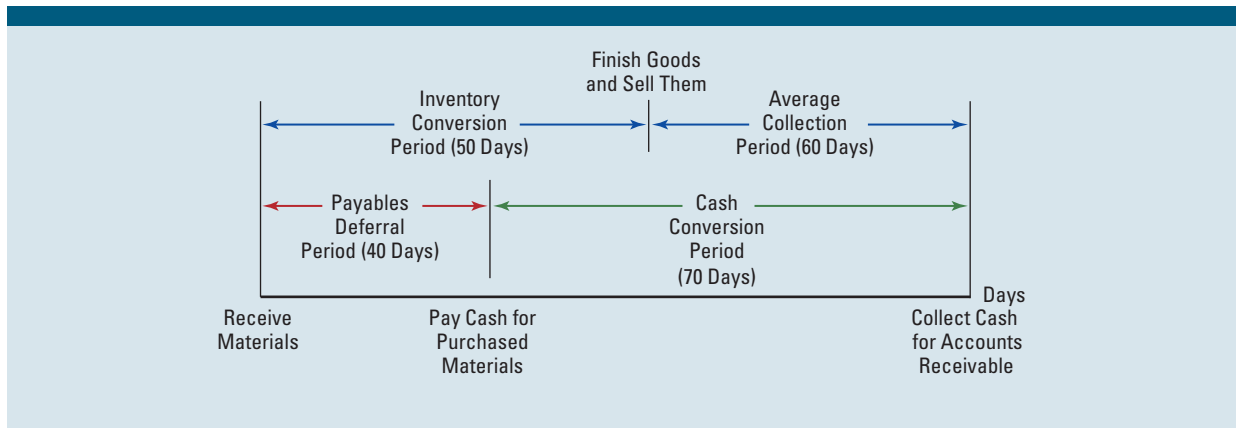 Finish Goods
and Sell Them
Inventory
Conversion
Period (50 Days)
Average
Collection
Period (60 Days)
Payables
Deferral
Period (40 Days)
Cash
Conversion
Period
(70 Days)
Days
Receive
Materials
Pay Cash for
Purchased
Materials
Collect Cash
for Accounts
Receivable